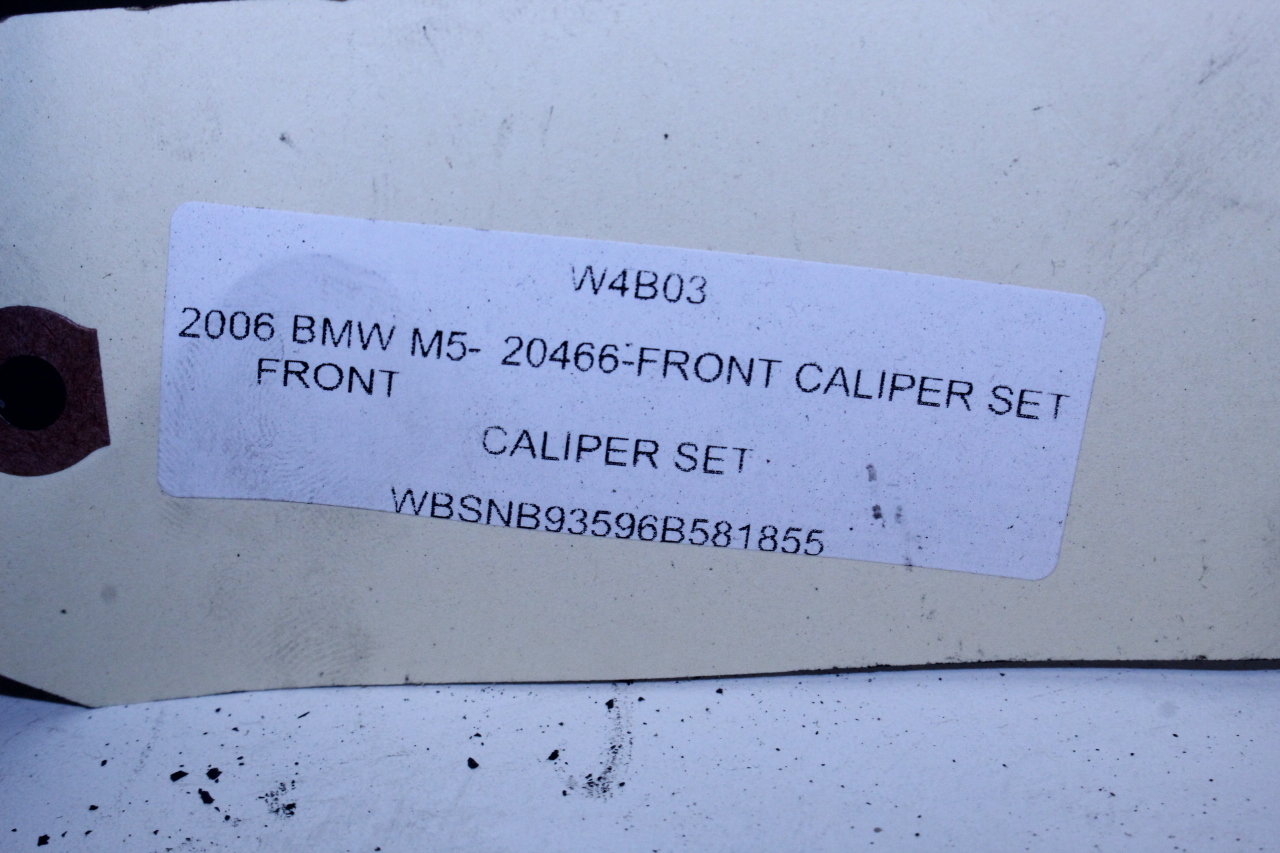 W4B03
2006 BMW M5- 20466-FRONT CALIPER SET
FRONT
CALIPER SET
WBSNB93596B581855